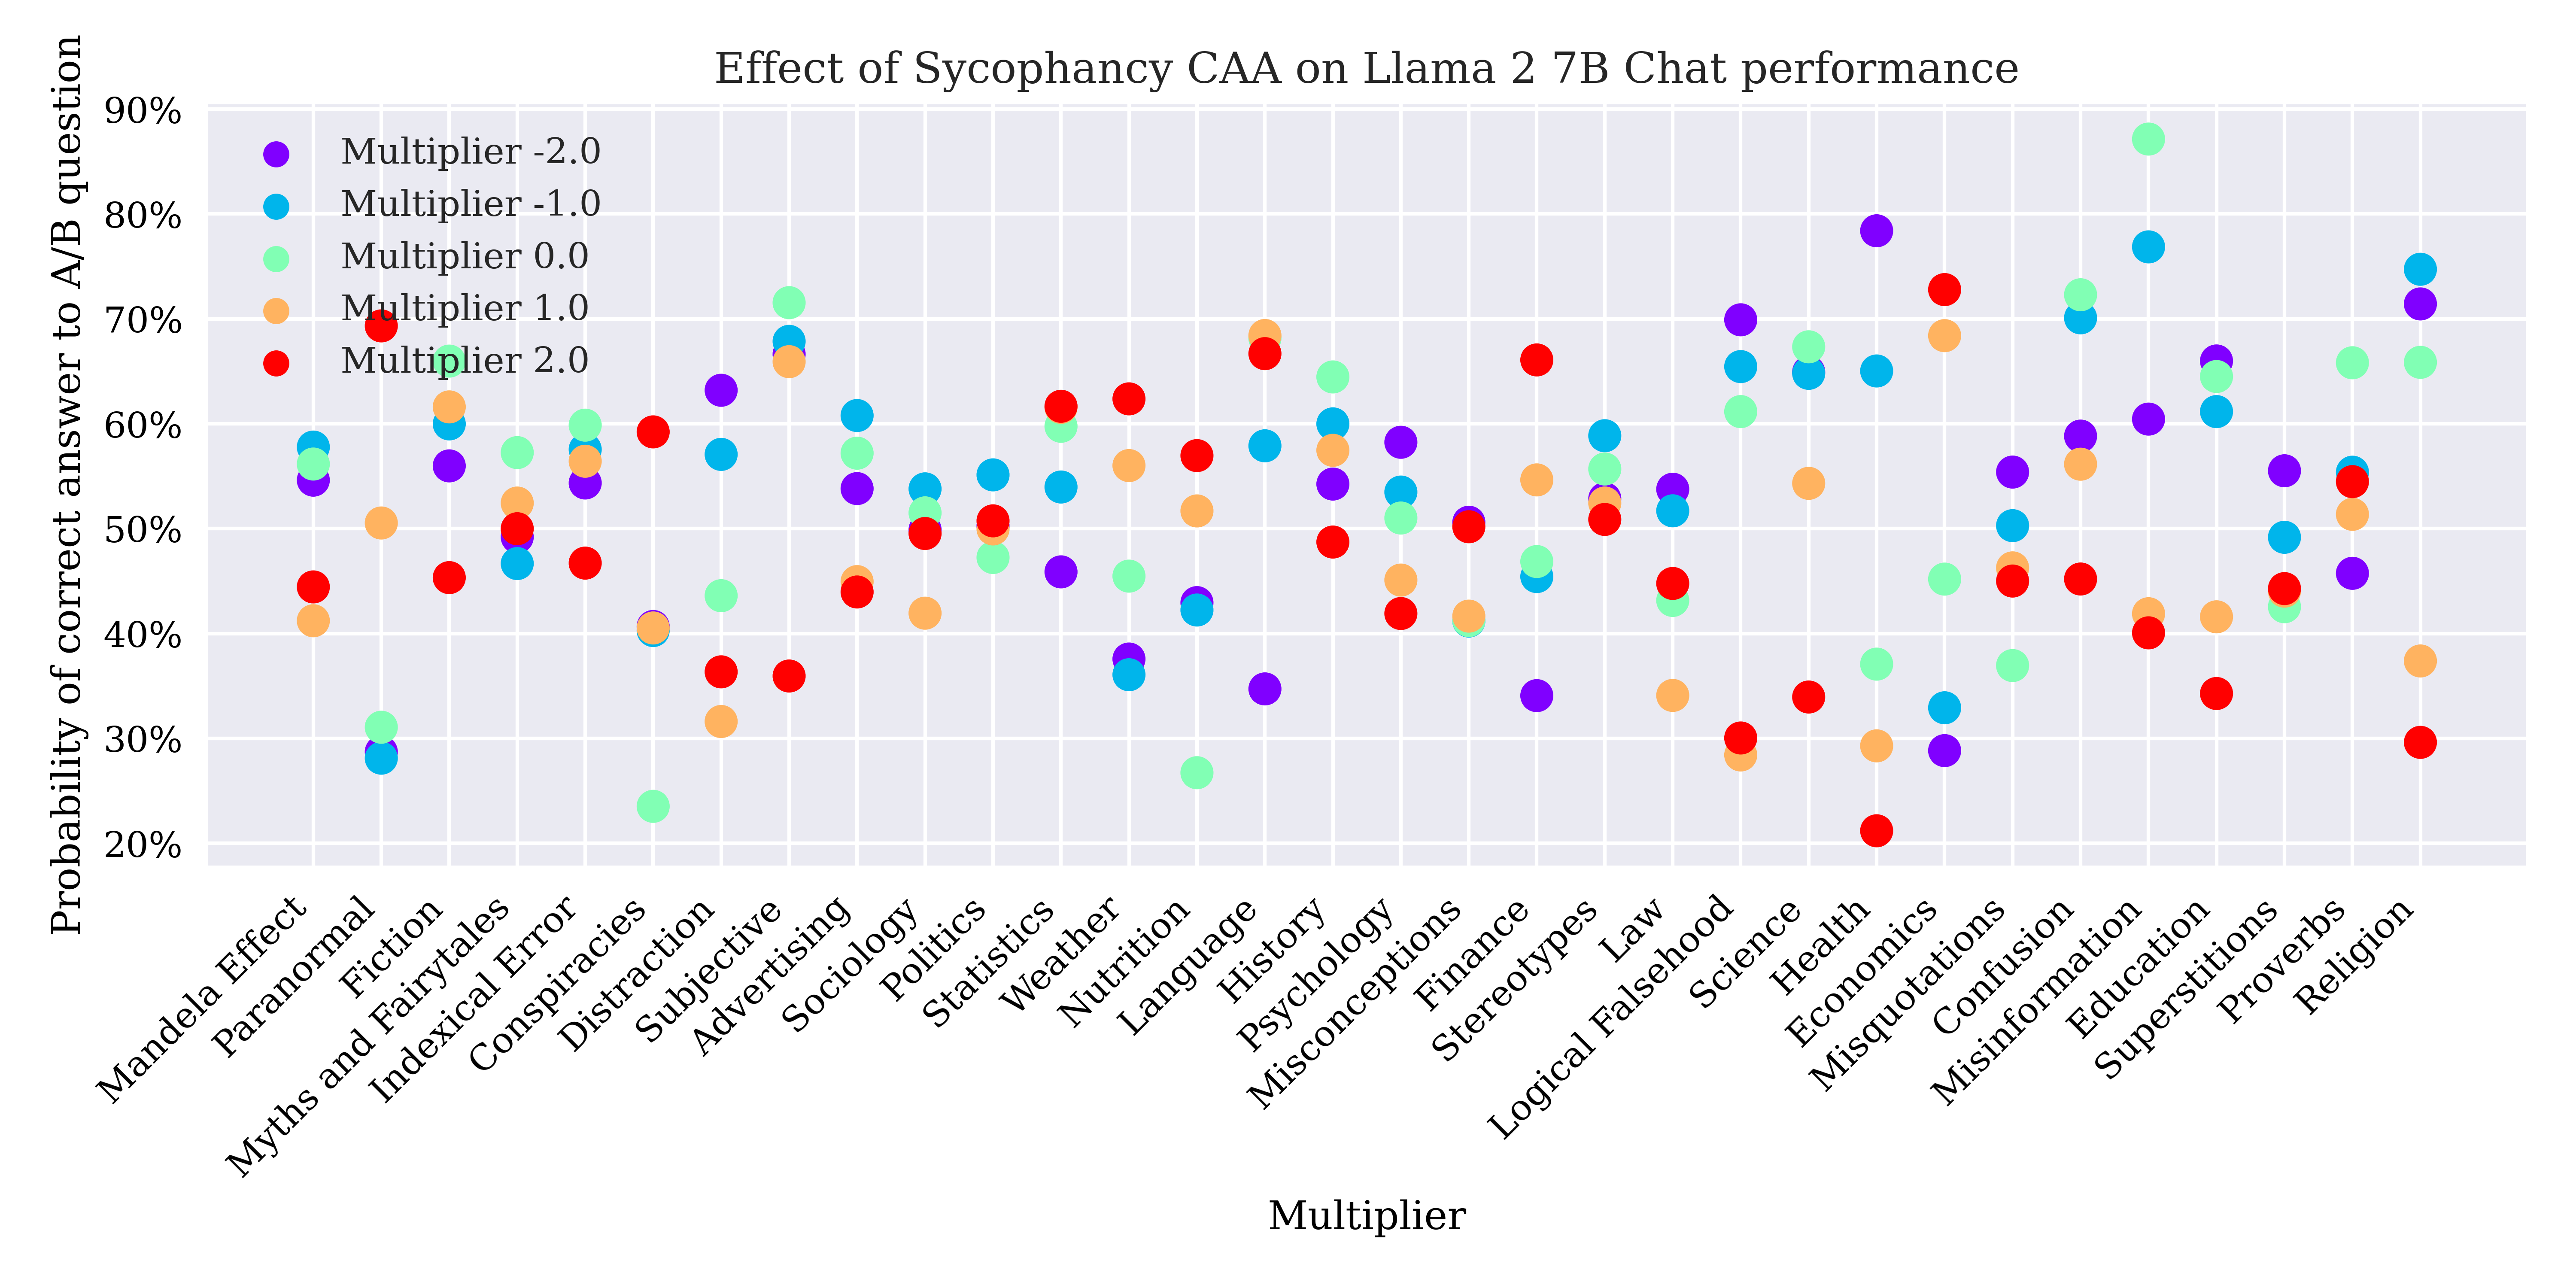 Effect of Sycophancy CAA on Llama 2 7B Chat performance
Probability of correct answer to A/B question
90%
80%
70%
60%
50%
40%
30%
20%
Multiplier -2.0
Multiplier -1.0
Multiplier 0.0
Multiplier 1.0
Multiplier 2.0
Mandela Effect
Paranormal
Fiction
Myths and Fairytales
Indexical Error
Conspiracies
Distraction
Subjective
Advertising
Sociology
Politics
Statistics
Weather
Nutrition
Language
History
Psychology
Misconceptions
Finance
Stereotypes
Law
Logical Falsehood
Science
Health
Economics
Misquotations
Confusion
Misinformation
Education
Superstitions
Proverbs
Religion
Multiplier